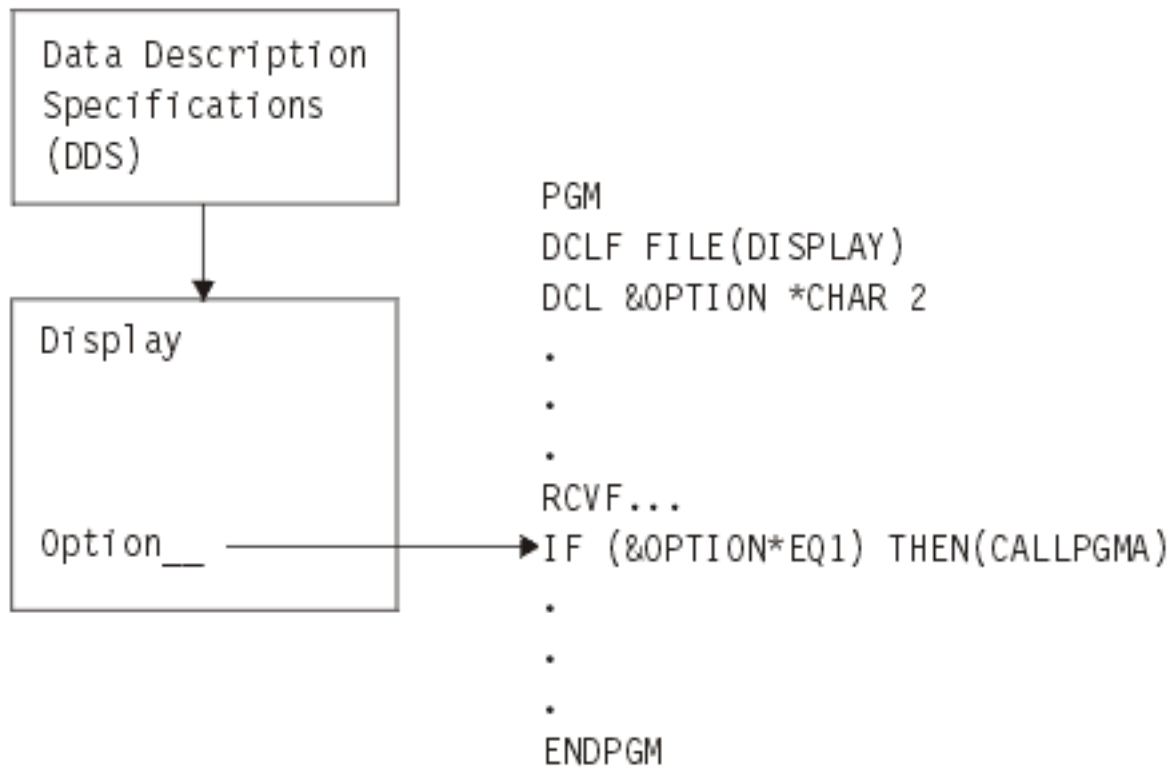 Data Description
Specifications
(DDS)
Display
Option__
PGM
DCLF FILE(DISPLAY)
DCL &OPTION *CHAR 2
.
.
.
RCVF...
IF (&OPTION*EQ1) THEN(CALLPGMA)
.
.
.
ENDPGM